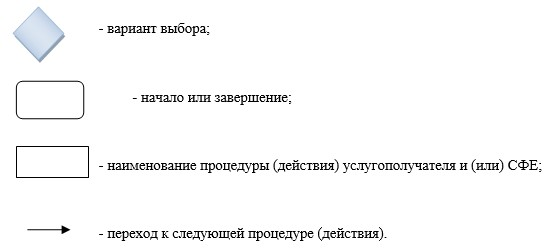 - вариант выбора;
- начало или завершение;
- наименование процедуры (действия) услугополучателя и (или) СФЕ;
- переход к следующей процедуре (действия).